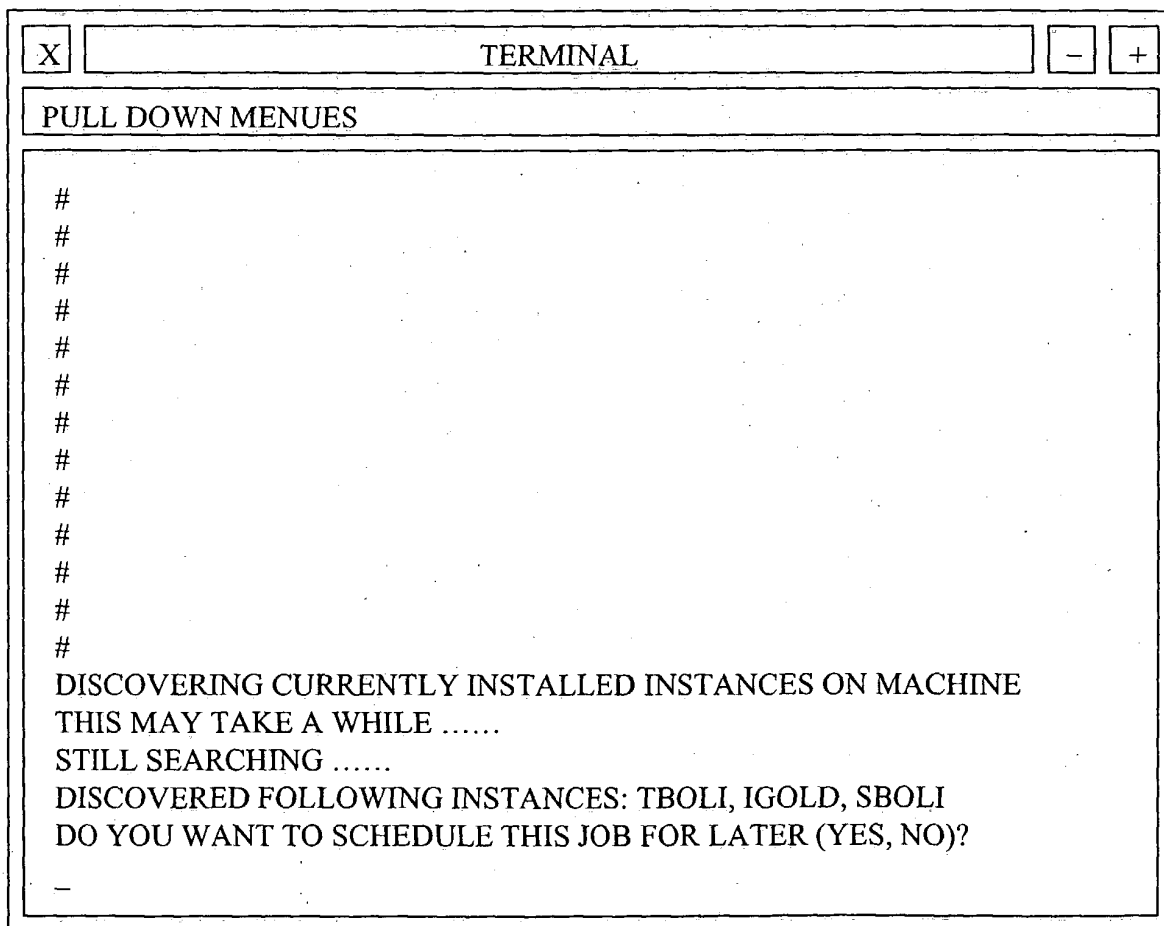 X TERMINAL – +
PULL DOWN MENUES
#
#
#
#
#
#
#
#
#
#
#
#
#
DISCOVERING CURRENTLY INSTALLED INSTANCES ON MACHINE
THIS MAY TAKE A WHILE ......
STILL SEARCHING ......
DISCOVERED FOLLOWING INSTANCES: TBOLI, IGOLD, SBOLI
DO YOU WANT TO SCHEDULE THIS JOB FOR LATER (YES, NO)?
_